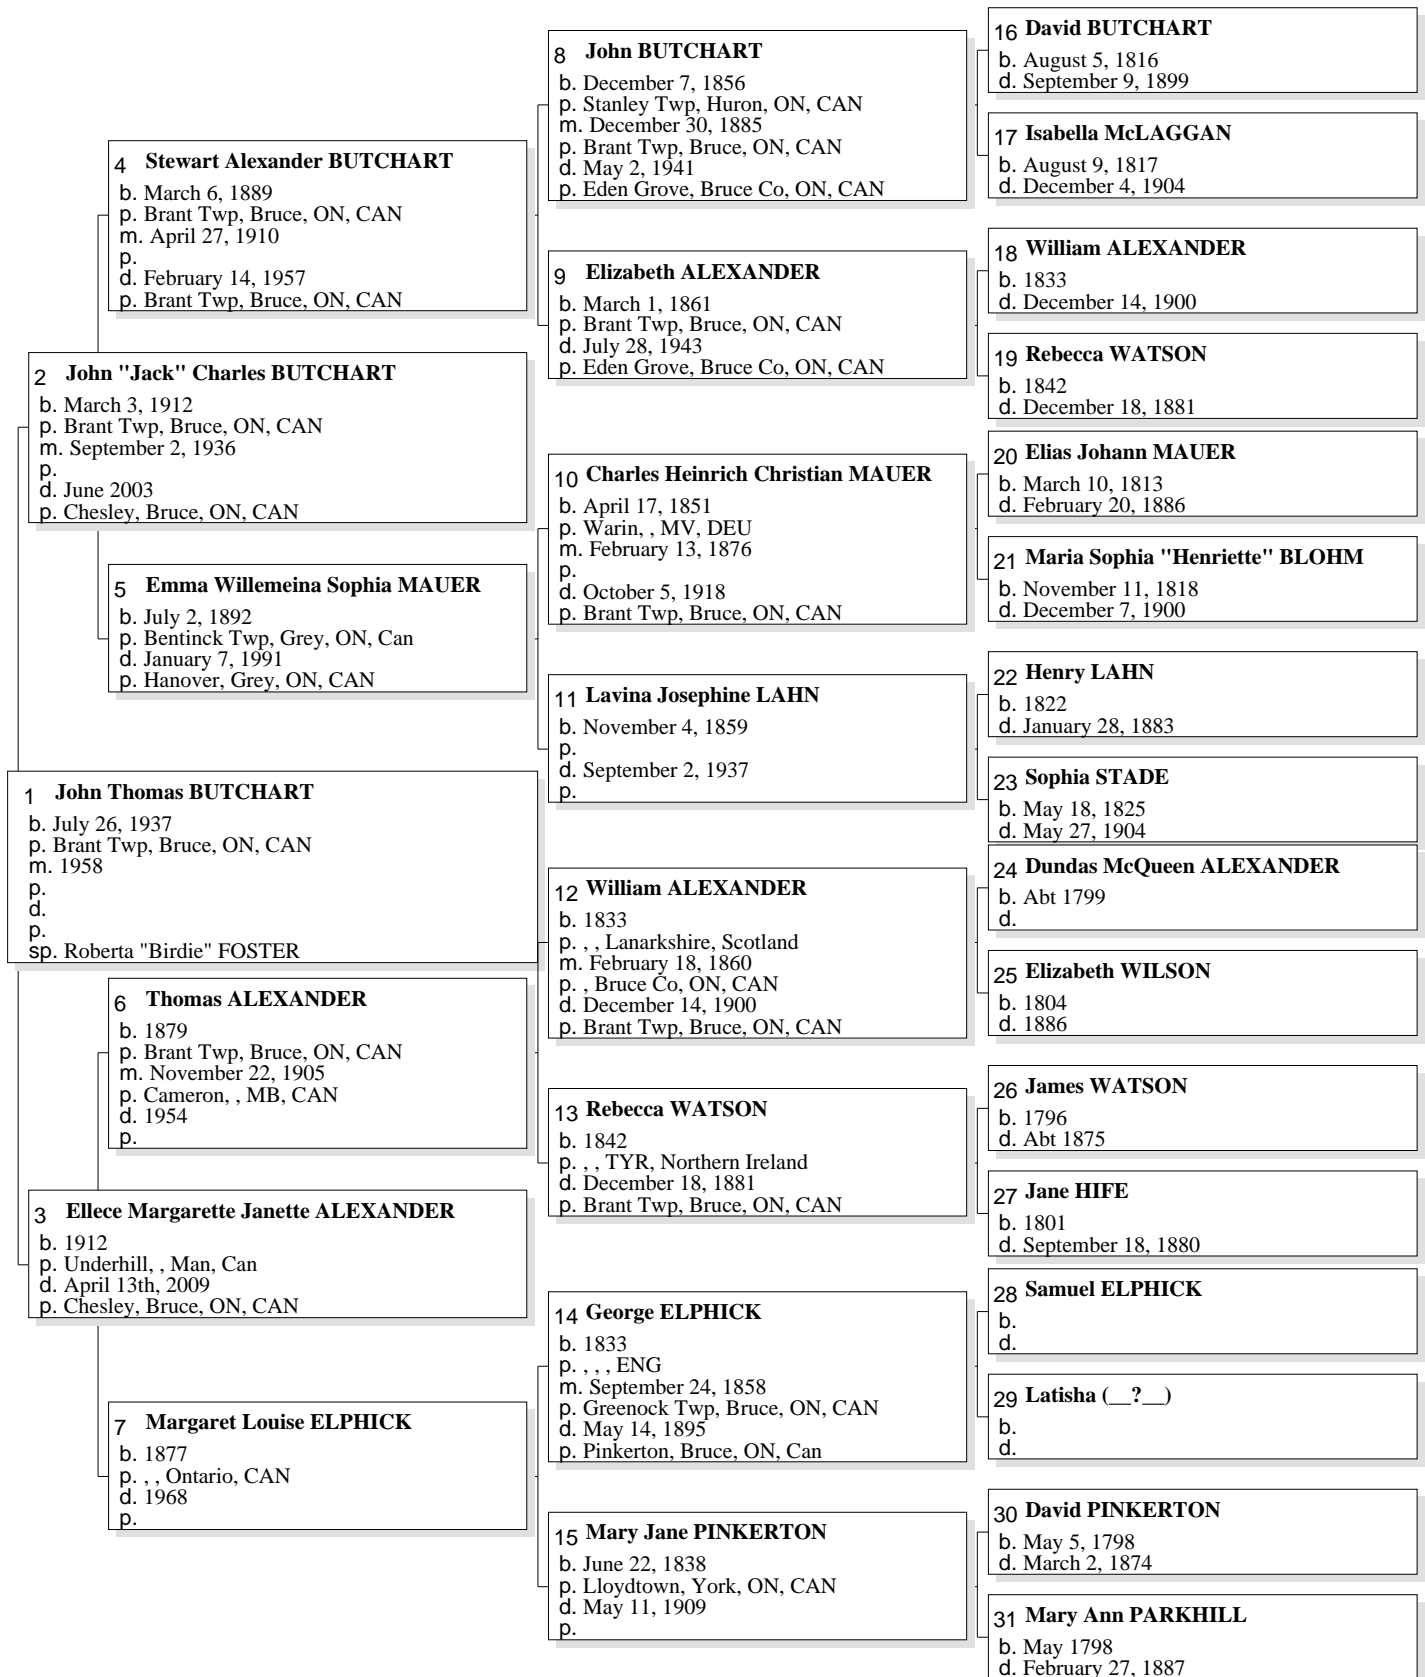 1 John Thomas BUTCHART
b. July 26, 1937
p. Brant Twp, Bruce, ON, CAN
m. 1958
p.
d.
p.
sp. Roberta "Birdie" FOSTER
2 John "Jack" Charles BUTCHART
b. March 3, 1912
p. Brant Twp, Bruce, ON, CAN
m. September 2, 1936
p.
d. June 2003
p. Chesley, Bruce, ON, CAN
3 Ellece Margarette Janette ALEXANDER
b. 1912
p. Underhill, , Man, Can
d. April 13th, 2009
p. Chesley, Bruce, ON, CAN
4 Stewart Alexander BUTCHART
b. March 6, 1889
p. Brant Twp, Bruce, ON, CAN
m. April 27, 1910
p.
d. February 14, 1957
p. Brant Twp, Bruce, ON, CAN
5 Emma Willemeina Sophia MAUER
b. July 2, 1892
p. Bentinck Twp, Grey, ON, Can
d. January 7, 1991
p. Hanover, Grey, ON, CAN
6 Thomas ALEXANDER
b. 1879
p. Brant Twp, Bruce, ON, CAN
m. November 22, 1905
p. Cameron, , MB, CAN
d. 1954
p.
7 Margaret Louise ELPHICK
b. 1877
p. , , Ontario, CAN
d. 1968
p.
8 John BUTCHART
b. December 7, 1856
p. Stanley Twp, Huron, ON, CAN
m. December 30, 1885
p. Brant Twp, Bruce, ON, CAN
d. May 2, 1941
p. Eden Grove, Bruce Co, ON, CAN
9 Elizabeth ALEXANDER
b. March 1, 1861
p. Brant Twp, Bruce, ON, CAN
d. July 28, 1943
p. Eden Grove, Bruce Co, ON, CAN
10 Charles Heinrich Christian MAUER
b. April 17, 1851
p. Warin, , MV, DEU
m. February 13, 1876
p.
d. October 5, 1918
p. Brant Twp, Bruce, ON, CAN
11 Lavina Josephine LAHN
b. November 4, 1859
p.
d. September 2, 1937
p.
12 William ALEXANDER
b. 1833
p. , , Lanarkshire, Scotland
m. February 18, 1860
p. , Bruce Co, ON, CAN
d. December 14, 1900
p. Brant Twp, Bruce, ON, CAN
13 Rebecca WATSON
b. 1842
p. , , TYR, Northern Ireland
d. December 18, 1881
p. Brant Twp, Bruce, ON, CAN
14 George ELPHICK
b. 1833
p. , , , ENG
m. September 24, 1858
p. Greenock Twp, Bruce, ON, CAN
d. May 14, 1895
p. Pinkerton, Bruce, ON, Can
15 Mary Jane PINKERTON
b. June 22, 1838
p. Lloydtown, York, ON, CAN
d. May 11, 1909
p.
16 David BUTCHART
b. August 5, 1816
d. September 9, 1899
17 Isabella McLAGGAN
b. August 9, 1817
d. December 4, 1904
18 William ALEXANDER
b. 1833
d. December 14, 1900
19 Rebecca WATSON
b. 1842
d. December 18, 1881
20 Elias Johann MAUER
b. March 10, 1813
d. February 20, 1886
21 Maria Sophia "Henriette" BLOHM
b. November 11, 1818
d. December 7, 1900
22 Henry LAHN
b. 1822
d. January 28, 1883
23 Sophia STADE
b. May 18, 1825
d. May 27, 1904
24 Dundas McQueen ALEXANDER
b. Abt 1799
d.
25 Elizabeth WILSON
b. 1804
d. 1886
26 James WATSON
b. 1796
d. Abt 1875
27 Jane HIFE
b. 1801
d. September 18, 1880
28 Samuel ELPHICK
b.
d.
29 Latisha (__?__)
b.
d.
30 David PINKERTON
b. May 5, 1798
d. March 2, 1874
31 Mary Ann PARKHILL
b. May 1798
d. February 27, 1887